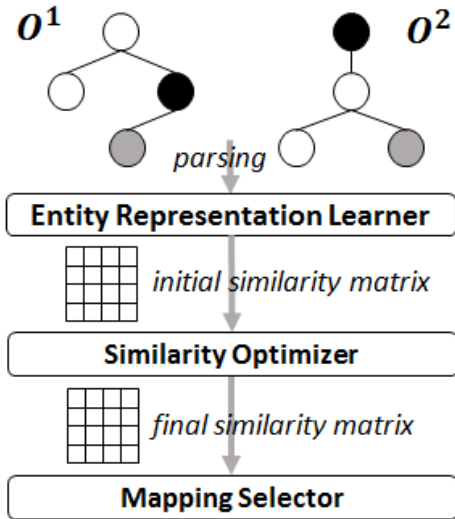 O¹ O²
parsing
Entity Representation Learner
initial similarity matrix
Similarity Optimizer
final similarity matrix
Mapping Selector